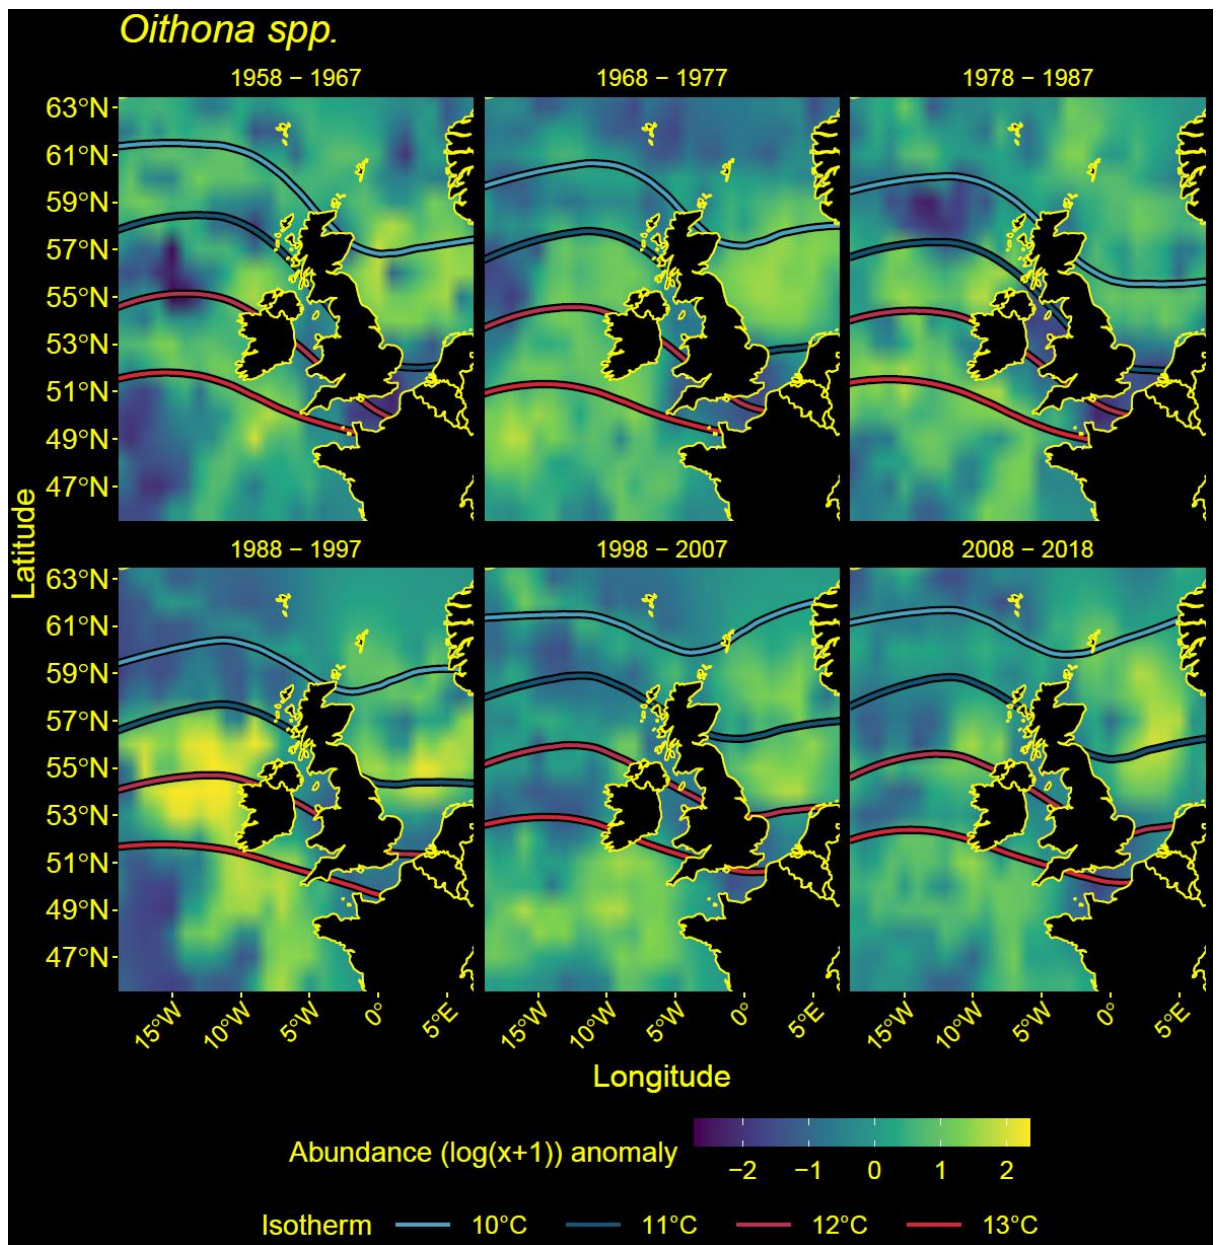 Oithona spp.
1958 – 1967
1968 – 1977
1978 – 1987
63°N
61°N
59°N
57°N
55°N
53°N
51°N
49°N
47°N
1988 – 1997
1998 – 2007
2008 – 2018
63°N
61°N
59°N
57°N
55°N
53°N
51°N
49°N
47°N
Latitude
15°W 10°W 5°W 0° 5°E
15°W 10°W 5°W 0° 5°E
15°W 10°W 5°W 0° 5°E
Longitude
Abundance (log(x+1)) anomaly
−2 −1 0 1 2
Isotherm 10°C 11°C 12°C 13°C